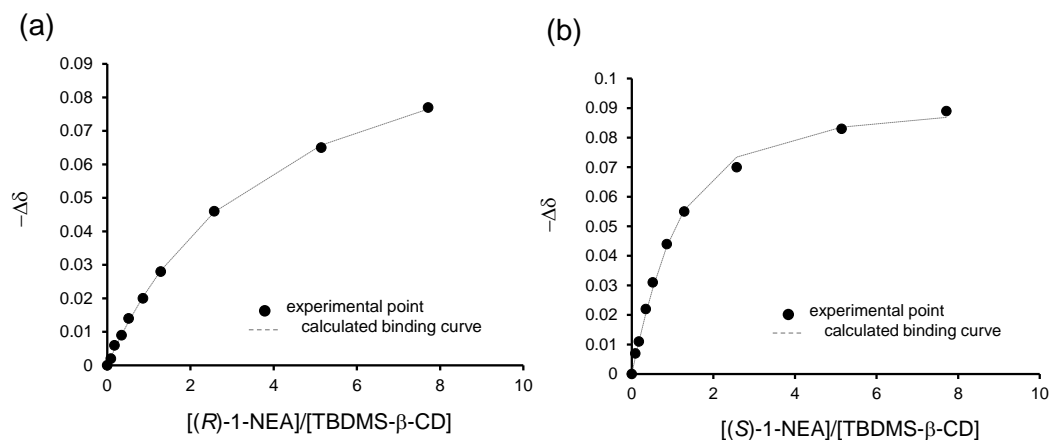 (a)
0.09
0.08
0.07
0.06
0.05
0.04
0.03
0.02
0.01
0
−Δδ
experimental point
calculated binding curve
0 2 4 6 8 10
[(R)-1-NEA]/[TBDMS-β-CD]
(b)
0.1
0.09
0.08
0.07
0.06
0.05
0.04
0.03
0.02
0.01
0
−Δδ
experimental point
calculated binding curve
0 2 4 6 8 10
[(S)-1-NEA]/[TBDMS-β-CD]